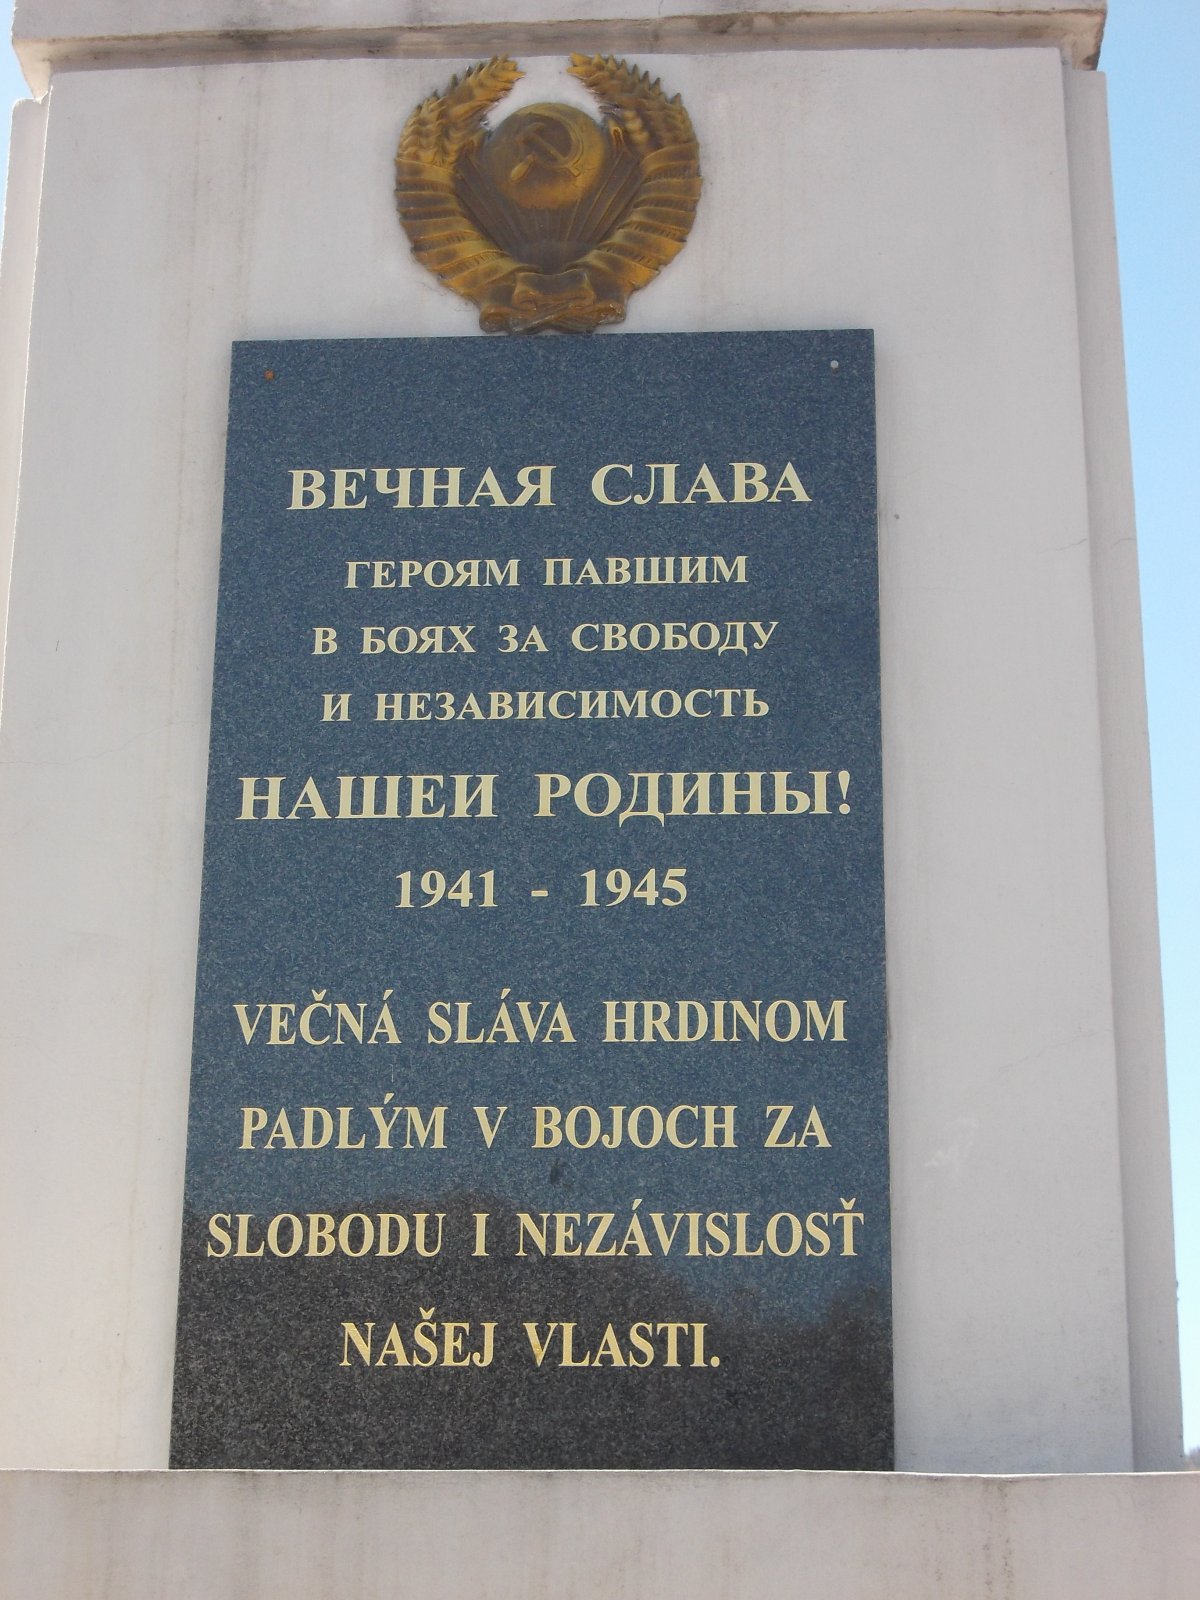 ВЕЧНАЯ СЛАВА
ГЕРОЯМ ПАВШИМ
В БОЯХ ЗА СВОБОДУ
И НЕЗАВИСИМОСТЬ
НАШЕИ РОДИНЫ!
1941 - 1945
VEČNÁ SLÁVA HRDINOM
PADLÝM V BOJOCH ZA
SLOBODU I NEZÁVISLOSŤ
NAŠEJ VLASTI.